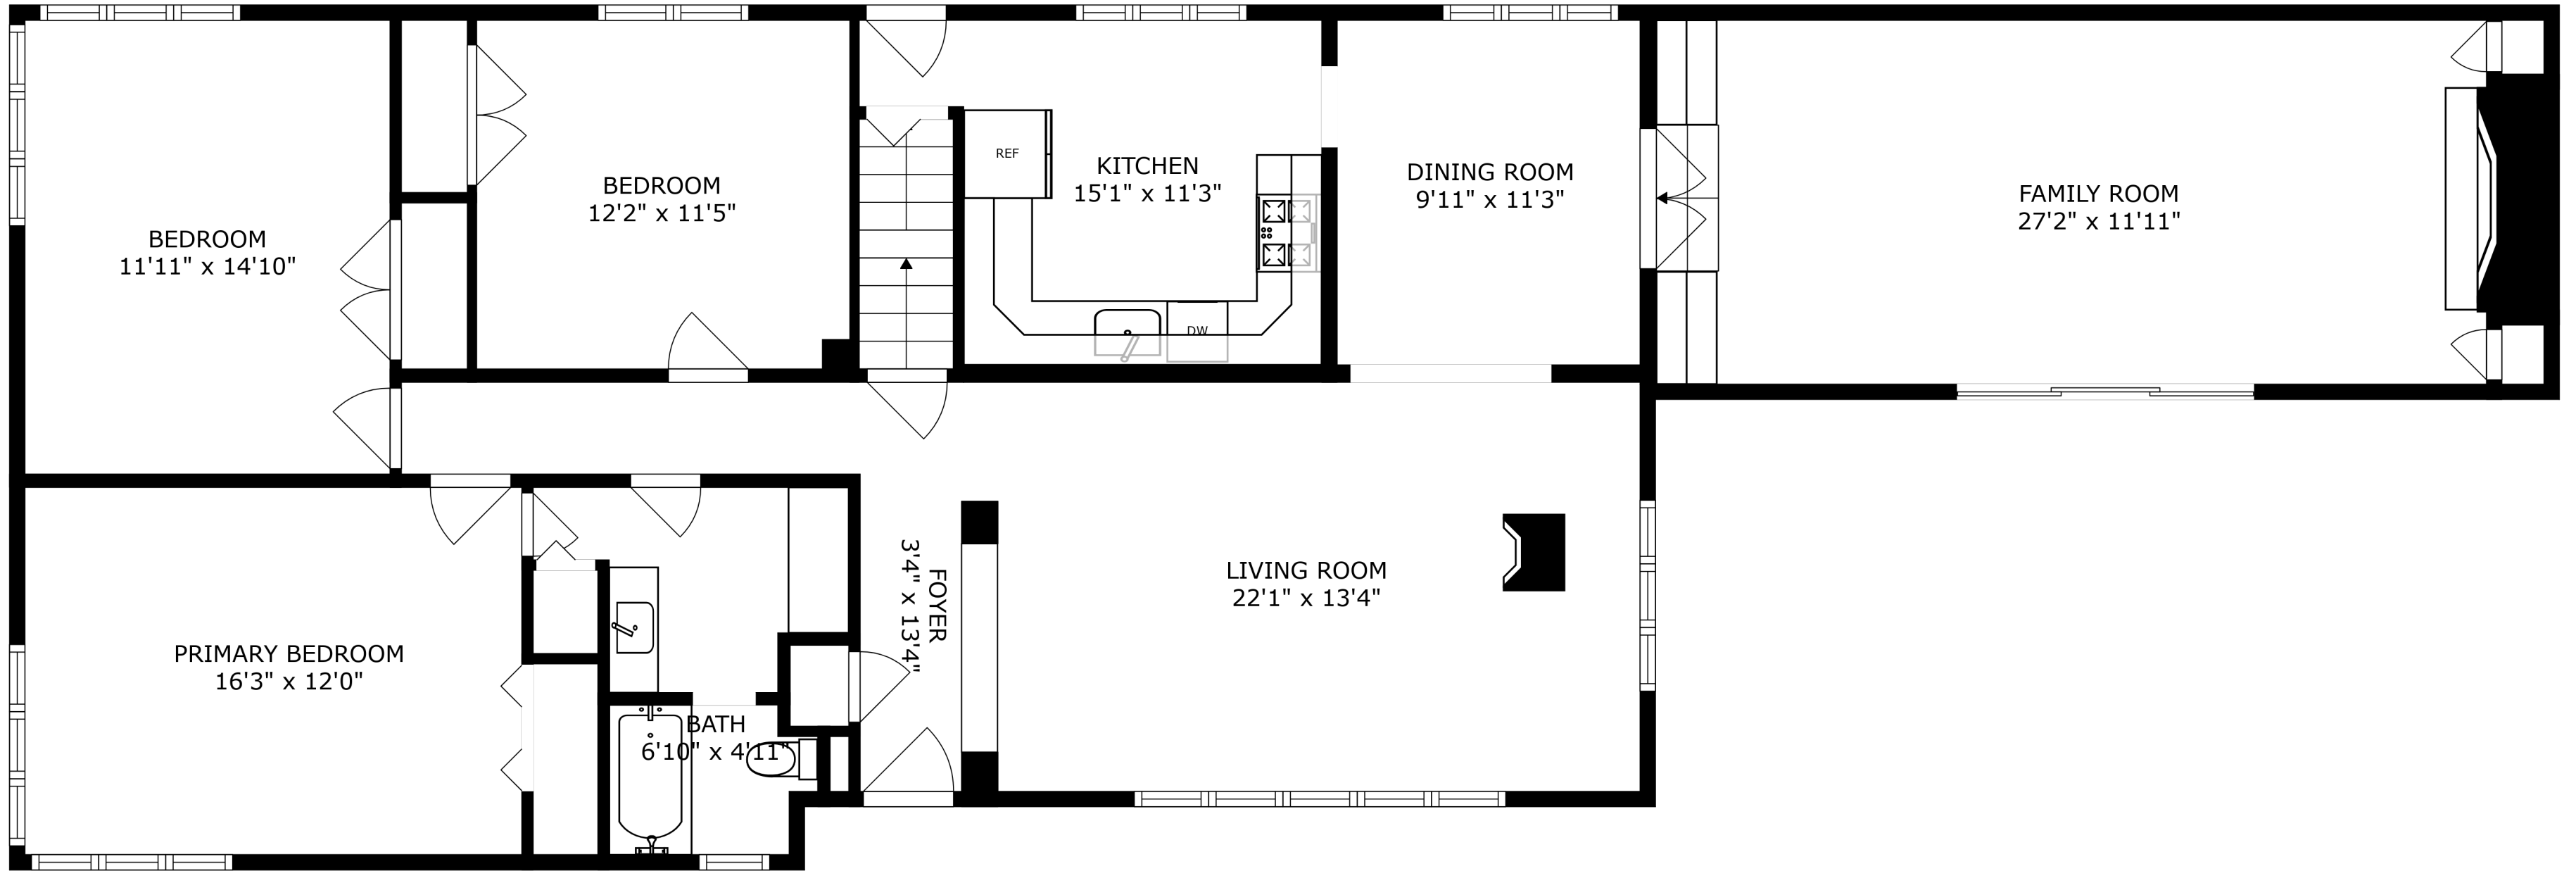 BEDROOM
11'11" x 14'10"
BEDROOM
12'2" x 11'5"
REF
KITCHEN
15'1" x 11'3"
DW
DINING ROOM
9'11" x 11'3"
FAMILY ROOM
27'2" x 11'11"
PRIMARY BEDROOM
16'3" x 12'0"
BATH
6'10" x 4'11"
FOYER
3'4" x 13'4"
LIVING ROOM
22'1" x 13'4"